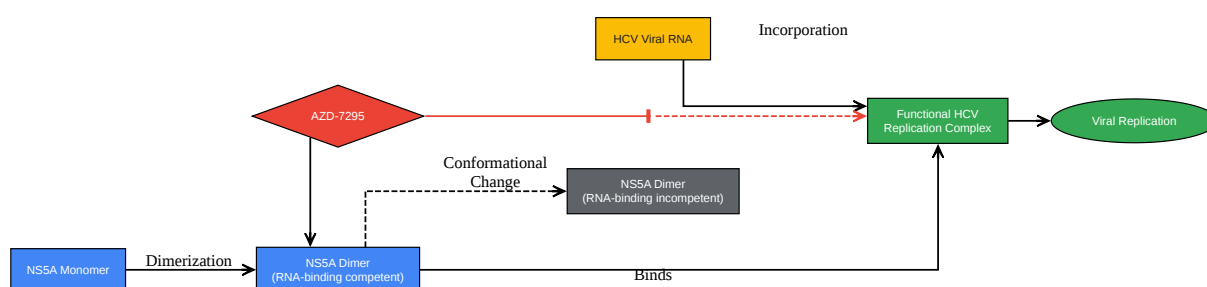 Incorporation
HCV Viral RNA
AZD-7295
Functional HCV
Replication Complex
Viral Replication
Conformational
Change
NS5A Dimer
(RNA-binding incompetent)
NS5A Monomer
Dimerization
NS5A Dimer
(RNA-binding competent)
Binds